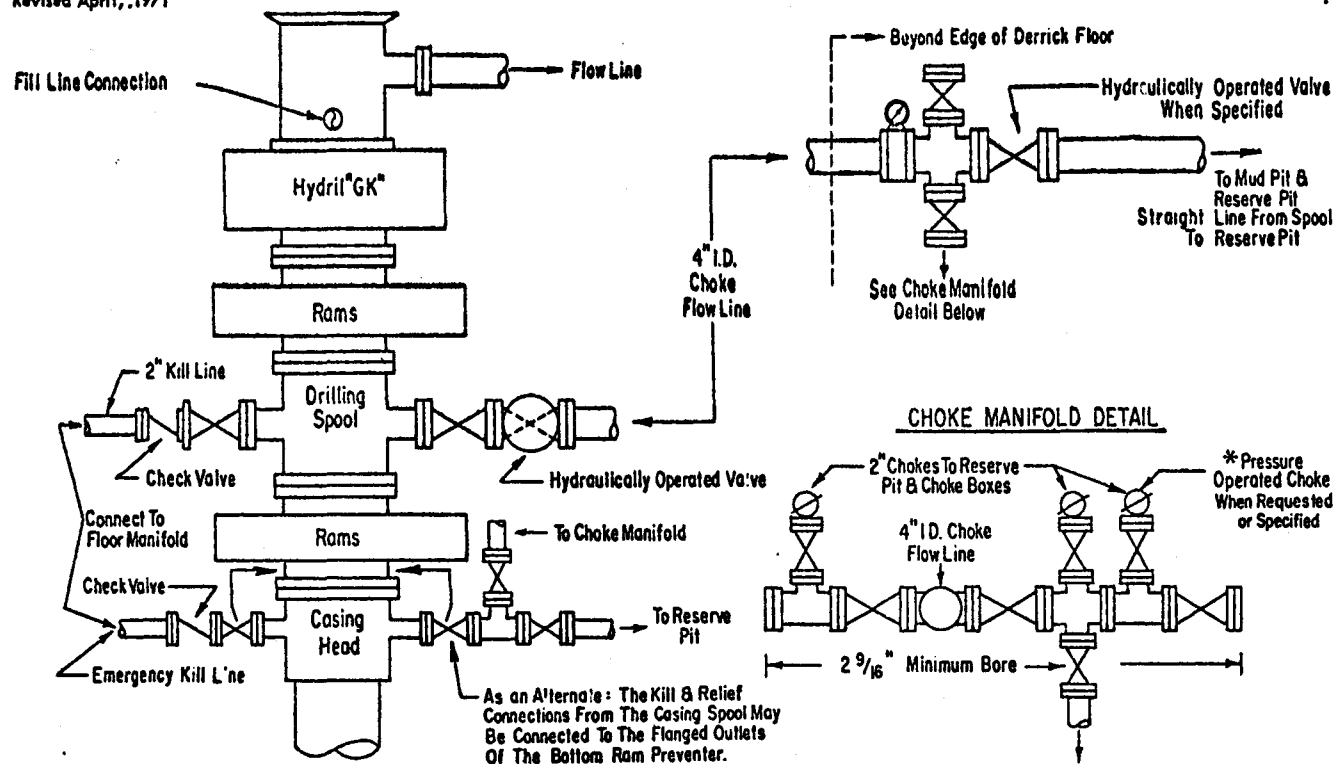 Revised April, .1971
Fill Line Connection
Flow Line
Hydril "GK"
Rams
2" Kill Line
Drilling
Spool
Check Valve
Hydraulically Operated Valve
Connect To
Floor Manifold
Rams
To Choke Manifold
Check Valve
Casing
Head
To Reserve
Pit
Emergency Kill Line
As an Alternate: The Kill & Relief
Connections From The Casing Spool May
Be Connected To The Flanged Outlets
Of The Bottom Ram Preventer.
4" I.D.
Choke
Flow Line
Beyond Edge of Derrick Floor
Hydraulically Operated Valve
When Specified
To Mud Pit &
Reserve Pit
Straight Line From Spool
To Reserve Pit
See Choke Manifold
Detail Below
CHOKE MANIFOLD DETAIL
2" Chokes To Reserve
Pit & Choke Boxes
*Pressure
Operated Choke
When Requested
or Specified
4" I.D. Choke
Flow Line
2 9/16" Minimum Bore